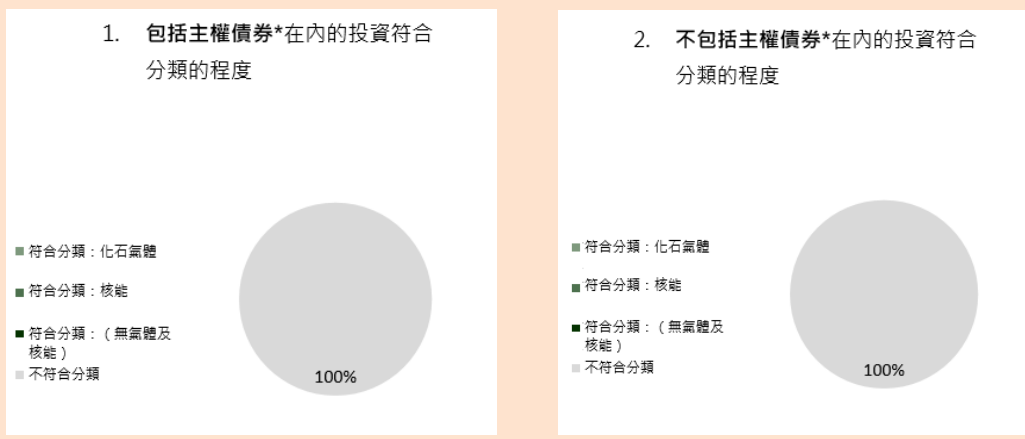 1. 包括主權債券*在內的投資符合
分類的程度
符合分類：化石氣體
符合分類：核能
符合分類：（無氣體及
核能）
不符合分類
100%
2. 不包括主權債券*在內的投資符合
分類的程度
符合分類：化石氣體
符合分類：核能
符合分類：（無氣體及
核能）
不符合分類
100%